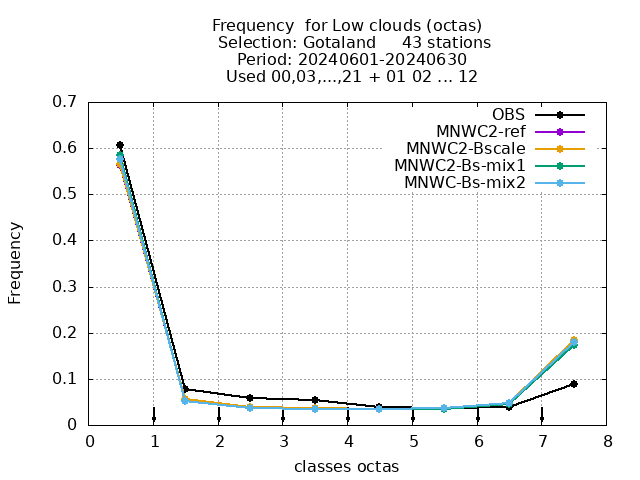 Frequency  for Low clouds (octas)
Selection: Gotaland     43 stations
Period: 20240601-20240630
Used 00,03,...,21 + 01 02 ... 12
0.7
0.6
0.5
0.4
0.3
0.2
0.1
0
Frequency
OBS
MNWC2-ref
MNWC2-Bscale
MNWC2-Bs-mix1
MNWC-Bs-mix2
0 1 2 3 4 5 6 7 8
classes octas